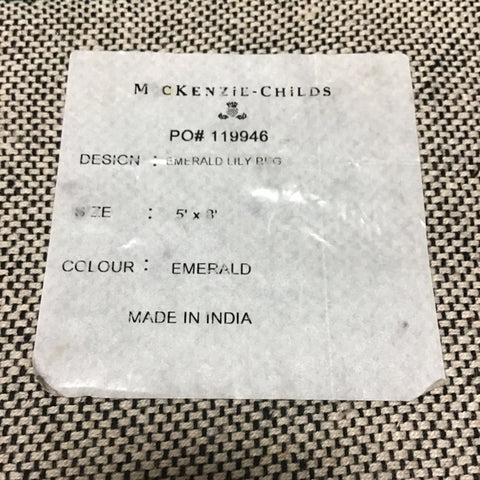 MACKENZIE-CHILDS
PO# 119946
DESIGN : EMERALD LILY RUG
SIZE : 5' x 8'
COLOUR : EMERALD
MADE IN INDIA